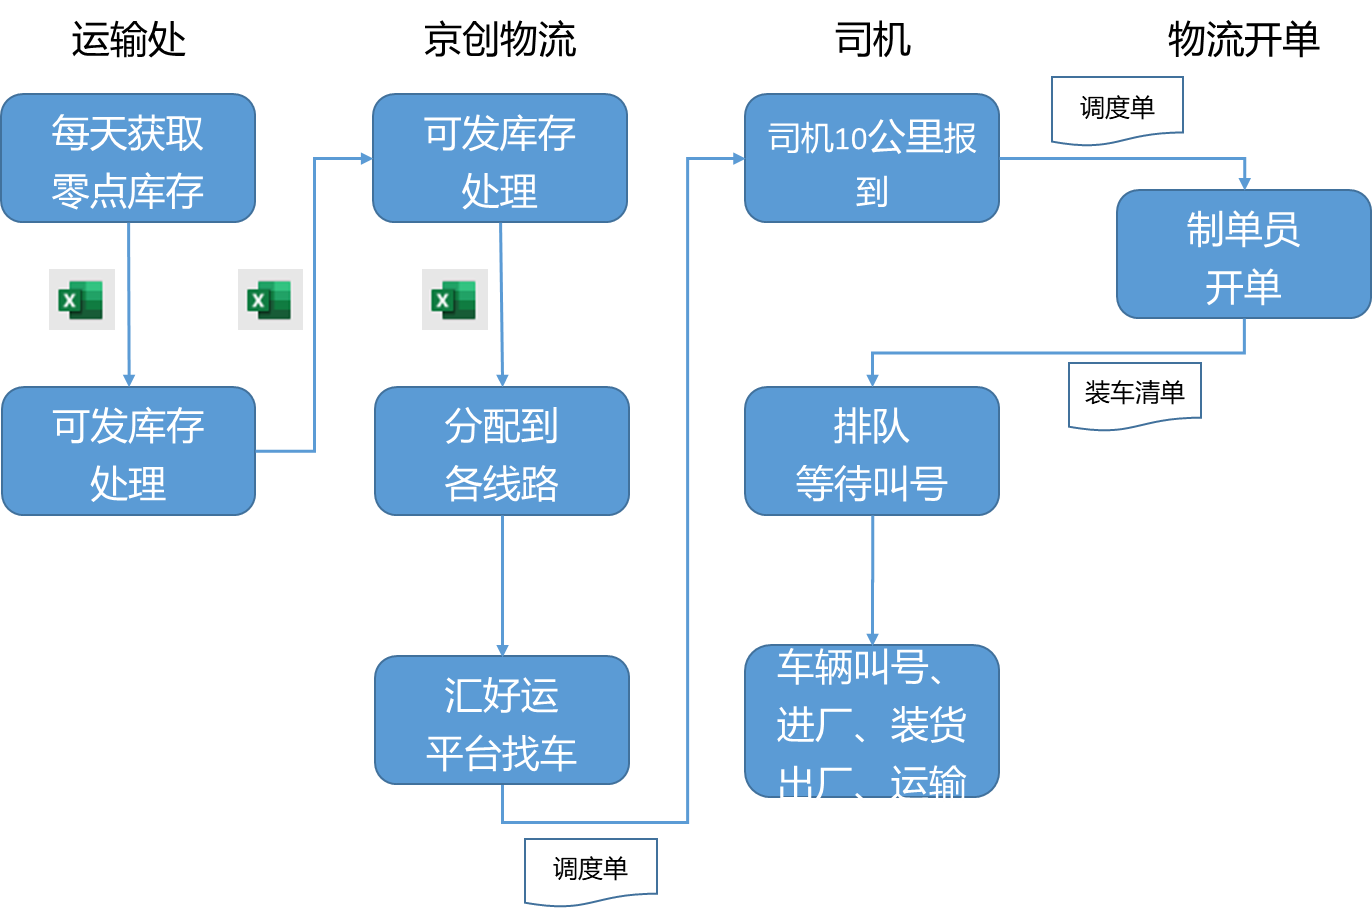 运输处
京创物流
司机
物流开单
每天获取
零点库存
可发库存
处理
可发库存
处理
分配到
各线路
汇好运
平台找车
调度单
司机10公里报
到
调度单
制单员
开单
装车清单
排队
等待叫号
车辆叫号、
进厂、装货
出厂、运输